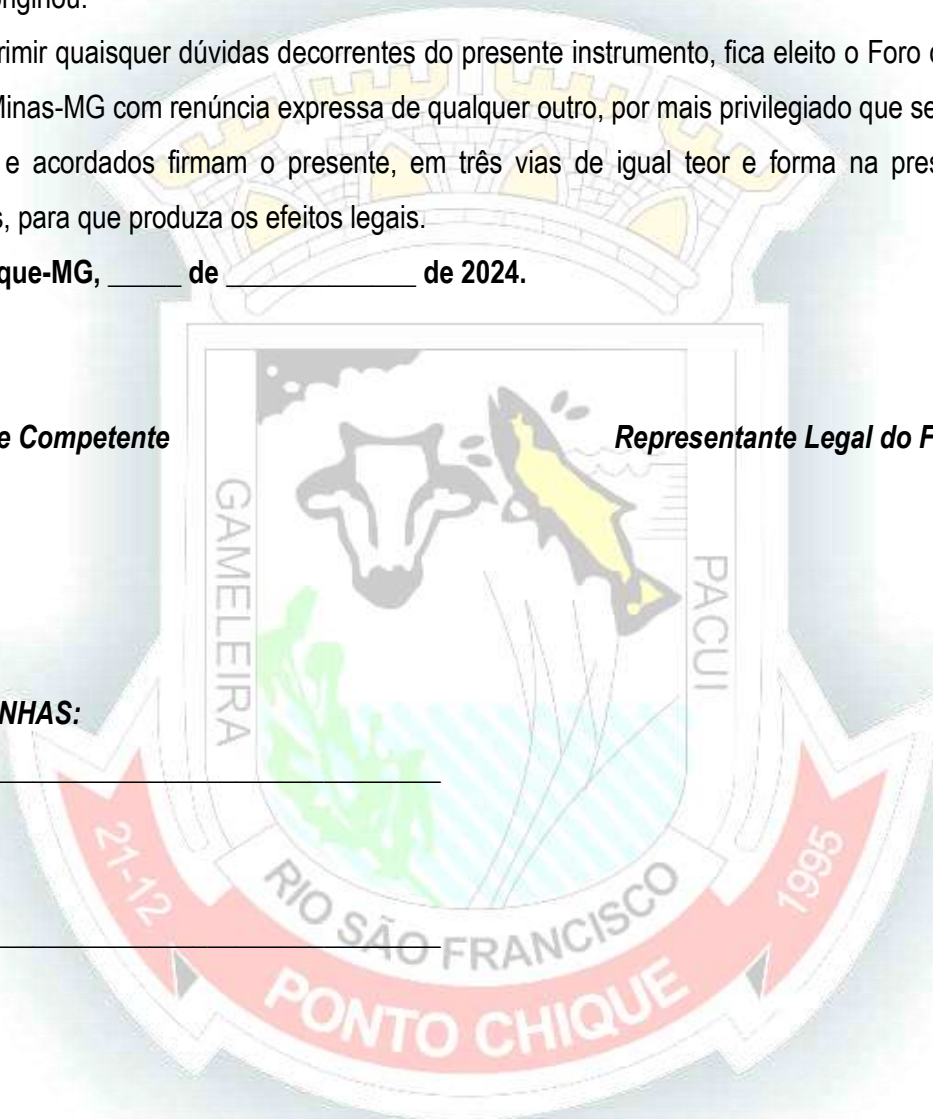 originou.
rimir quaisquer dúvidas decorrentes do presente instrumento, fica eleito o Foro
Minas-MG com renúncia expressa de qualquer outro, por mais privilegiado que se
e acordados firmam o presente, em três vias de igual teor e forma na pres
s, para que produza os efeitos legais.
que-MG, _____ de _____________ de 2024.
e Competente Representante Legal do F
GAMELEIRA
PACUI
NHAS:
21-12
1995
RIO SÃO FRANCISCO
PONTO CHIQUE